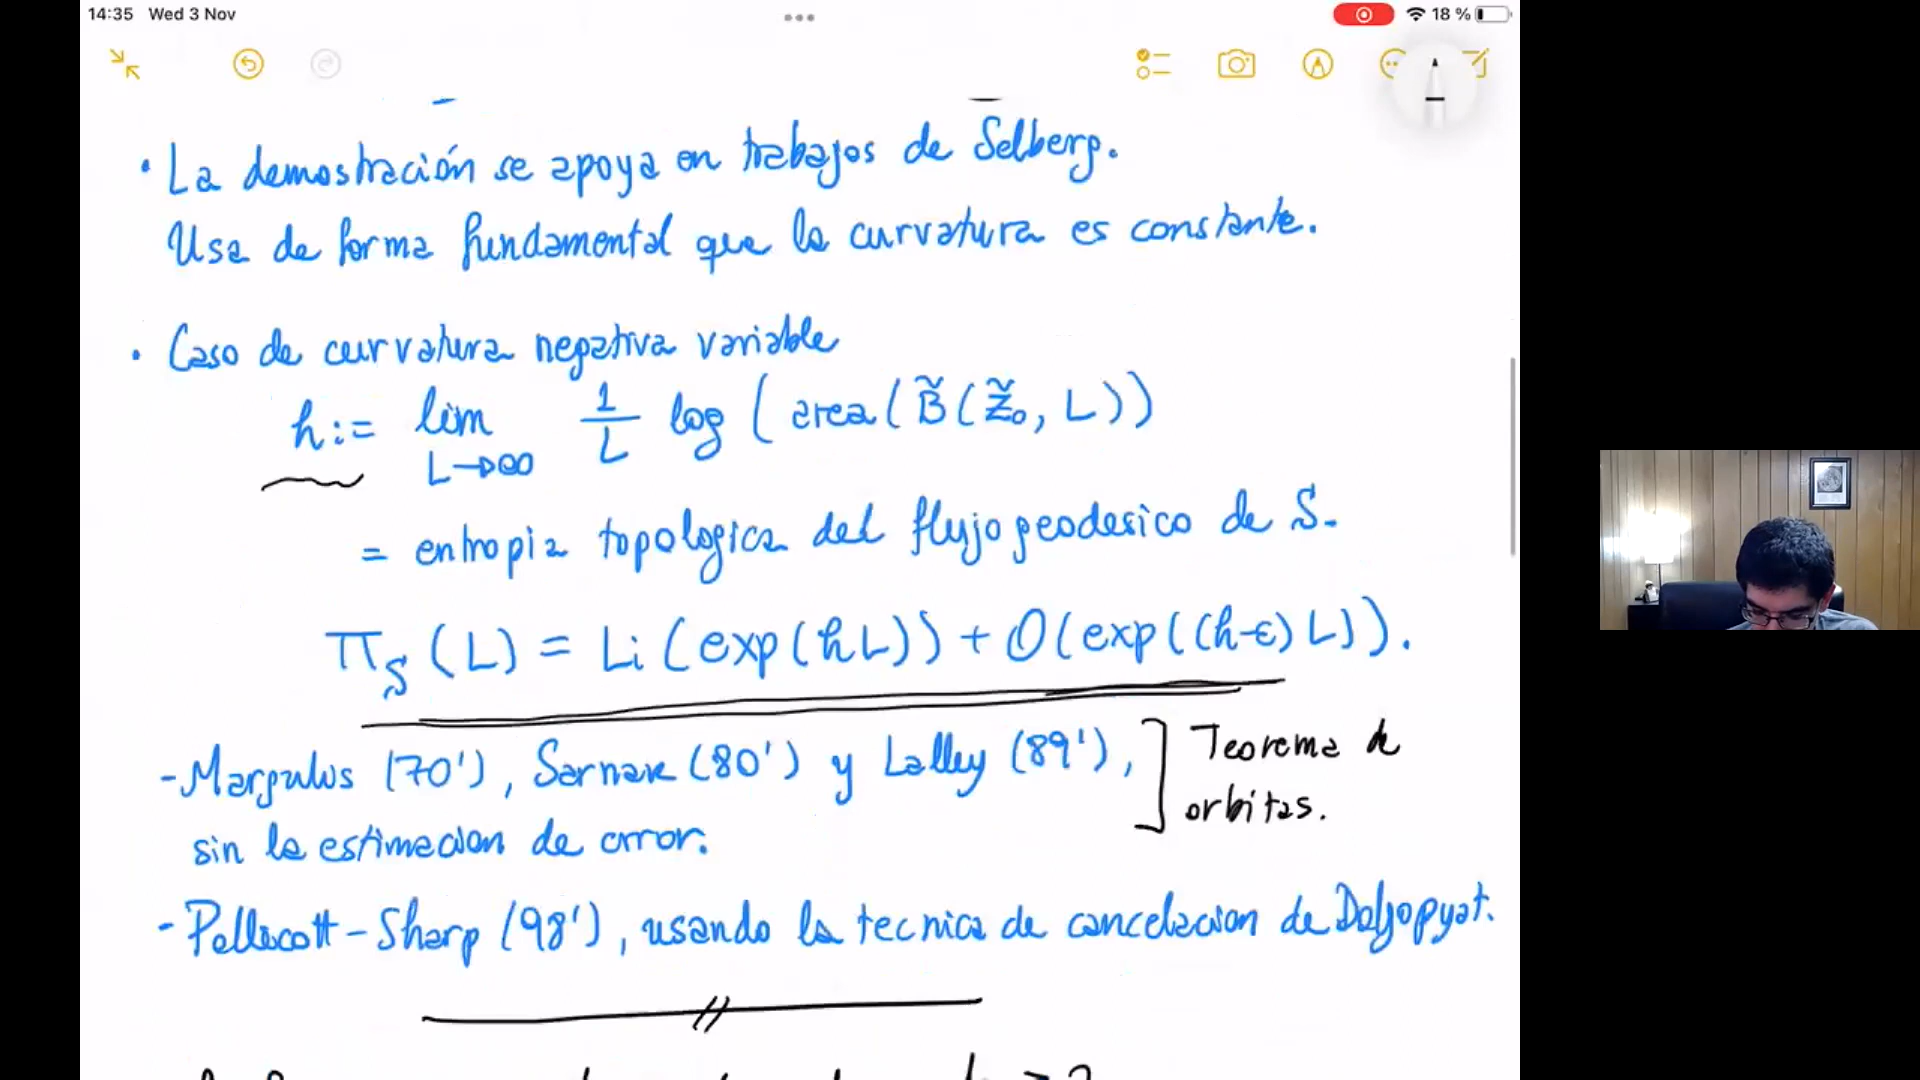 14:35 Wed 3 Nov 18 %
• La demostración se apoya en trabajos de Selberg.
Usa de forma fundamental que la curvatura es constante.
• Caso de curvatura negativa variable
h := lim L→∞ 1/L log ( area ( B̃ ( z̃₀, L ) )
= entropia topologica del flujo geodesico de S.
π_S (L) = Li (exp(hL)) + O(exp((h-ε)L)).
- Margulus (70'), Sarnak (80') y Lalley (89'), ] Teorema de
sin la estimacion de error. orbitas.
- Pollocott-Sharp (98'), usando la tecnica de cancelacion de Dolgopyat.